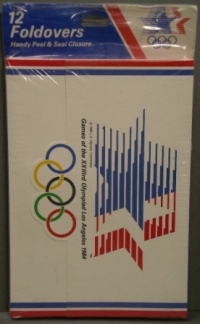 12
Foldovers
Handy Peel & Seal Closure
Games of the XXIIIrd Olympiad Los Angeles 1984